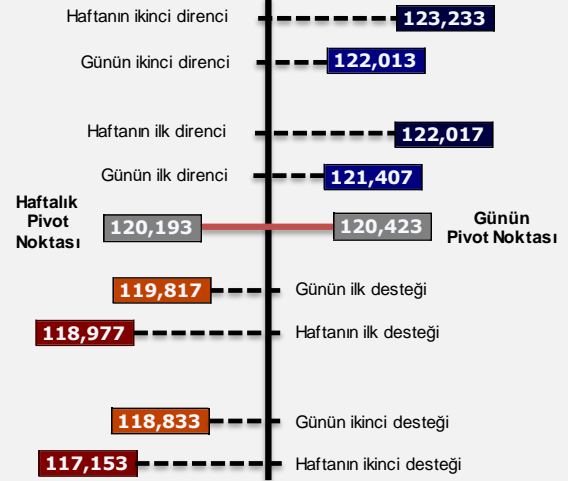 Haftanın ikinci direnci 123,233
Günün ikinci direnci 122,013
Haftanın ilk direnci 122,017
Günün ilk direnci 121,407
Haftalık
Pivot
Noktası
120,193 120,423
Günün
Pivot Noktası
119,817 Günün ilk desteği
118,977 Haftanın ilk desteği
118,833 Günün ikinci desteği
117,153 Haftanın ikinci desteği